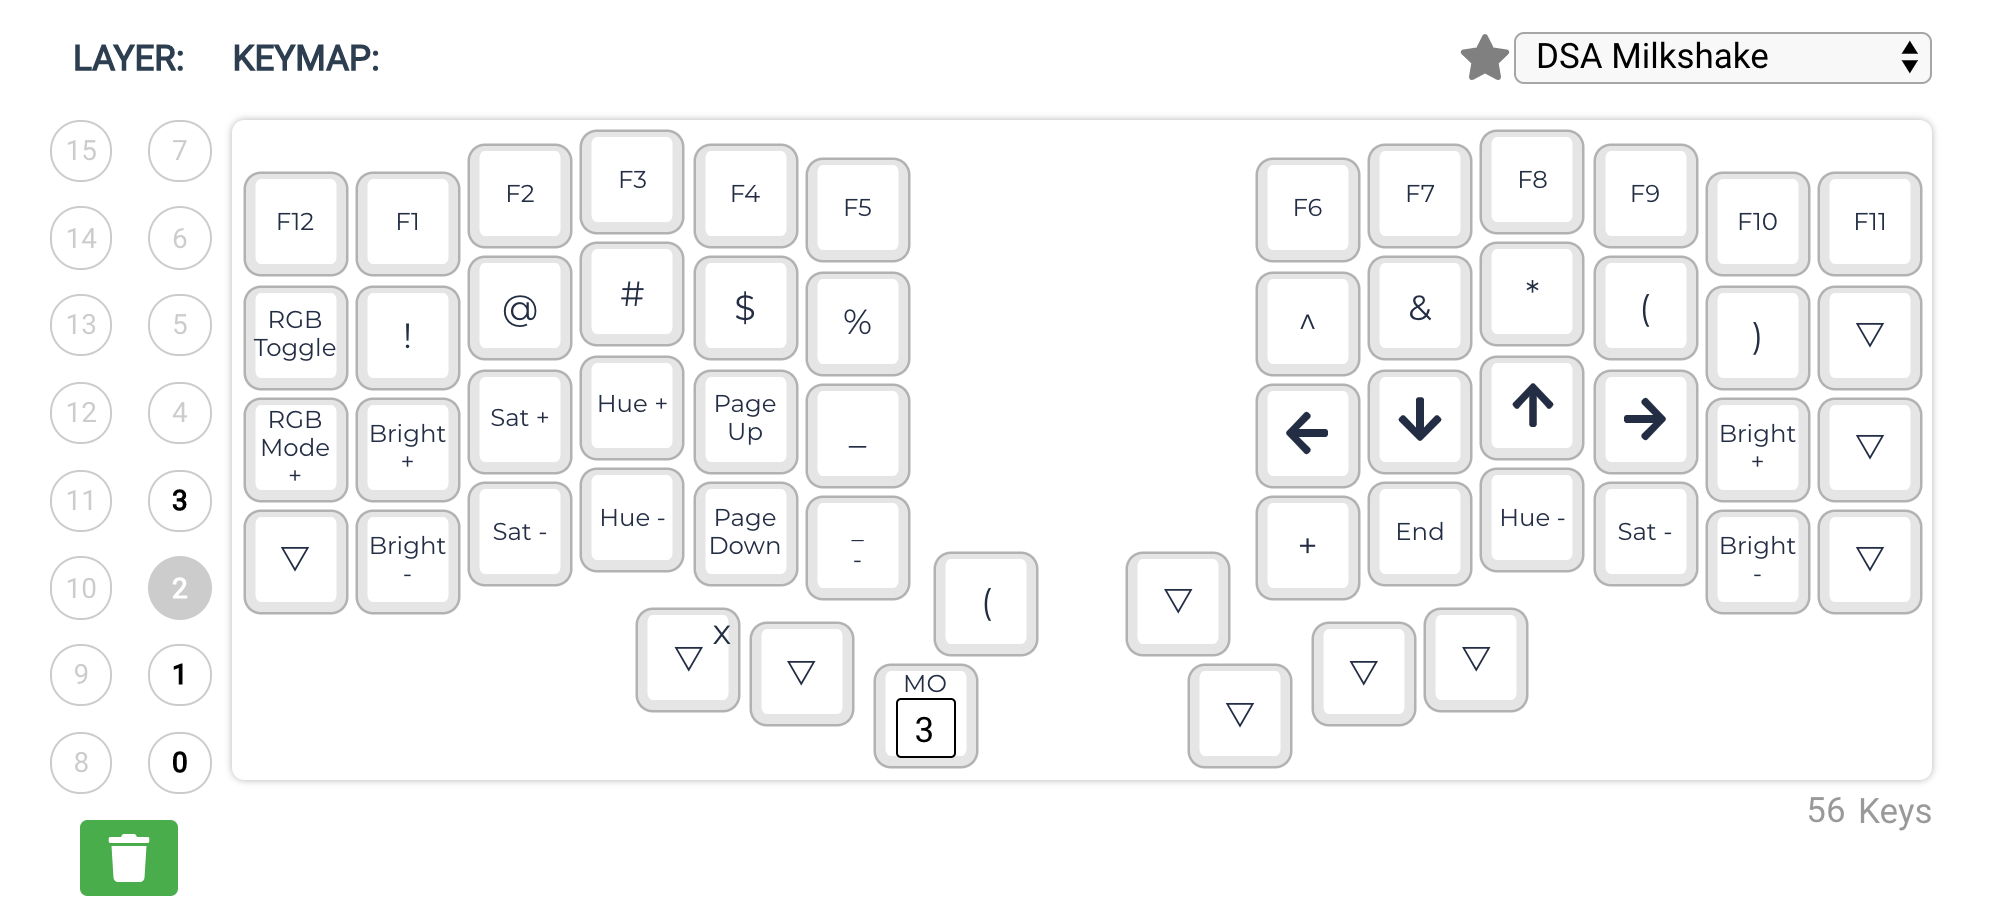 LAYER: KEYMAP: DSA Milkshake
15 7
14 6
13 5
12 4
11 3
10 2
9 1
8 0
F12 F1 F2 F3 F4 F5 F6 F7 F8 F9 F10 F11
RGB Toggle ! @ # $ % ^ & * ( )
RGB Mode + Bright + Sat + Hue + Page Up _ ← ↓ ↑ → Bright +
Bright - Sat - Hue - Page Down _ - + End Hue - Sat - Bright -
X (
MO
3
56 Keys